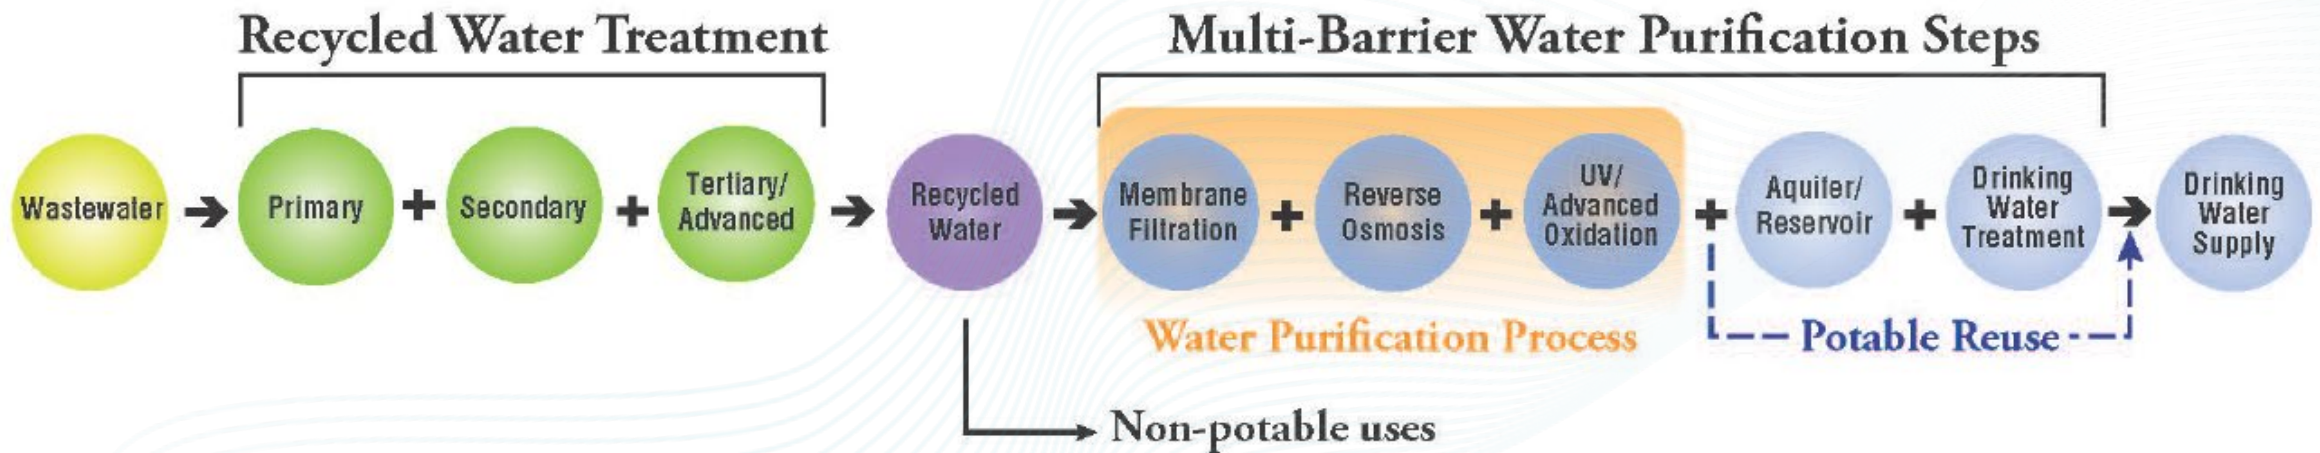 Recycled Water Treatment
Multi-Barrier Water Purification Steps
Wastewater
Primary
+
Secondary
+
Tertiary/
Advanced
Recycled
Water
Membrane
Filtration
+
Reverse
Osmosis
+
UV/
Advanced
Oxidation
+
Aquifer/
Reservoir
+
Drinking
Water
Treatment
Drinking
Water
Supply
Water Purification Process
Potable Reuse
Non-potable uses